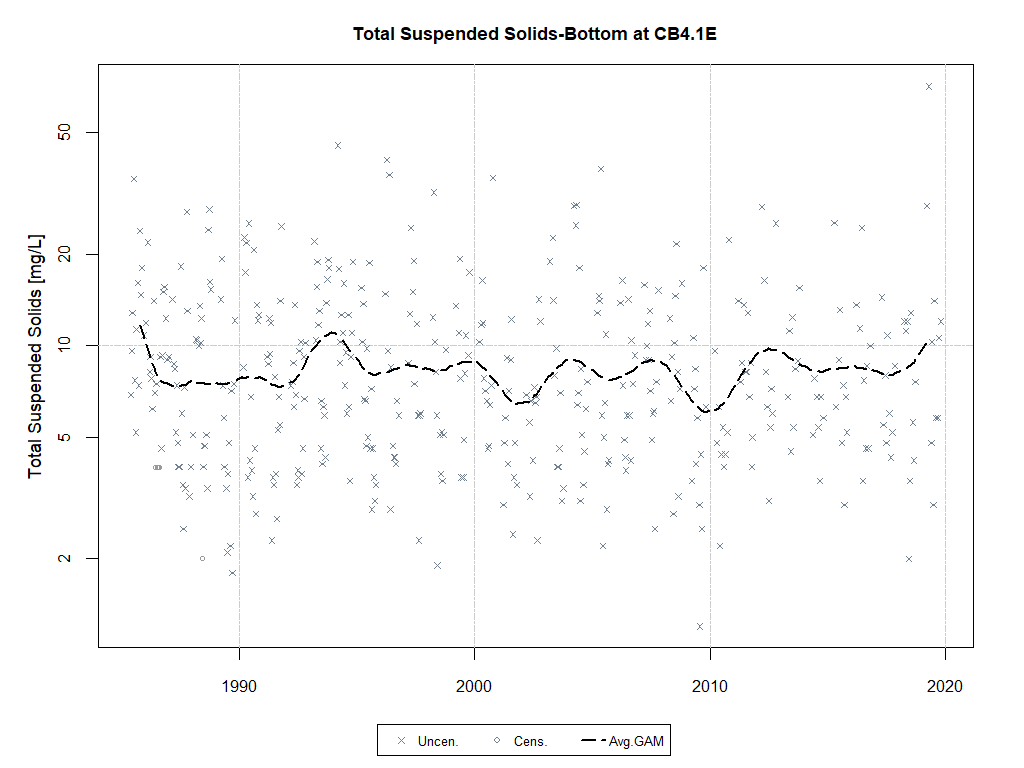 Total Suspended Solids-Bottom at CB4.1E
Total Suspended Solids [mg/L]
50
20
10
5
2
1990
2000
2010
2020
Uncen.
Cens.
Avg.GAM